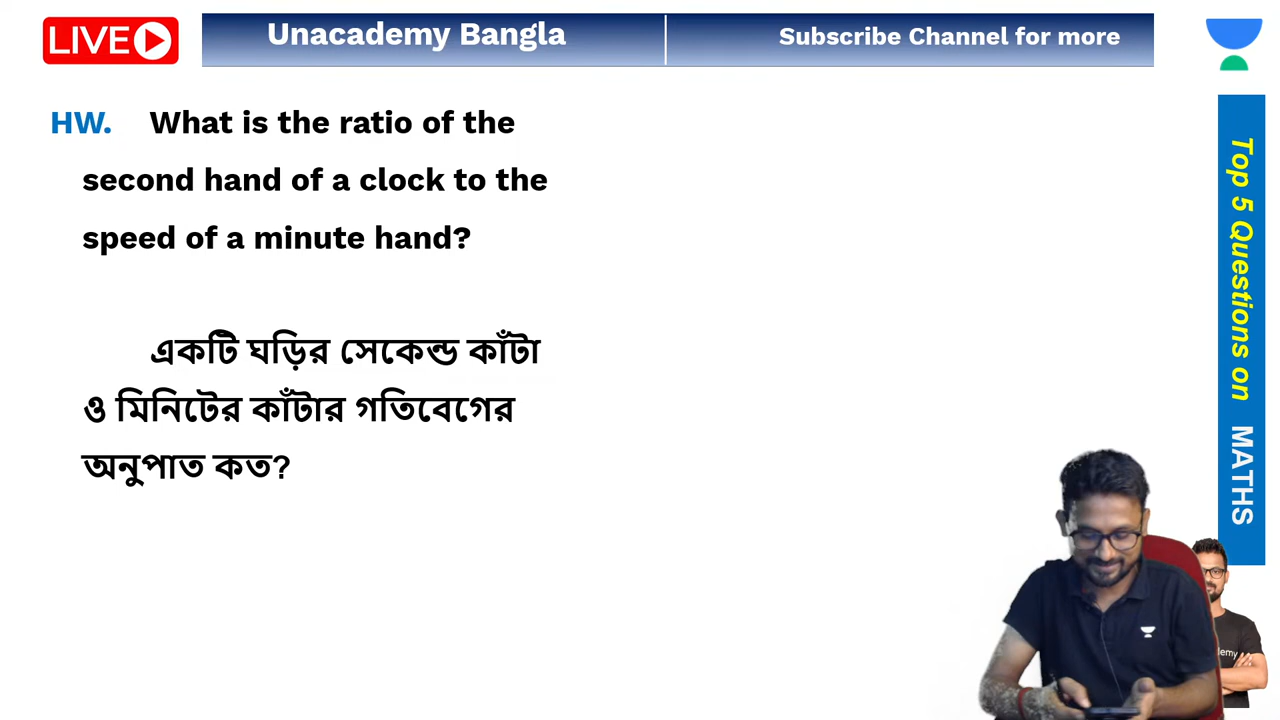 LIVE
Unacademy Bangla
Subscribe Channel for more
HW. What is the ratio of the
second hand of a clock to the
speed of a minute hand?
একটি ঘড়ির সেকেন্ড কাঁটা
ও মিনিটের কাঁটার গতিবেগের
অনুপাত কত?
Top 5 Questions on MATHS